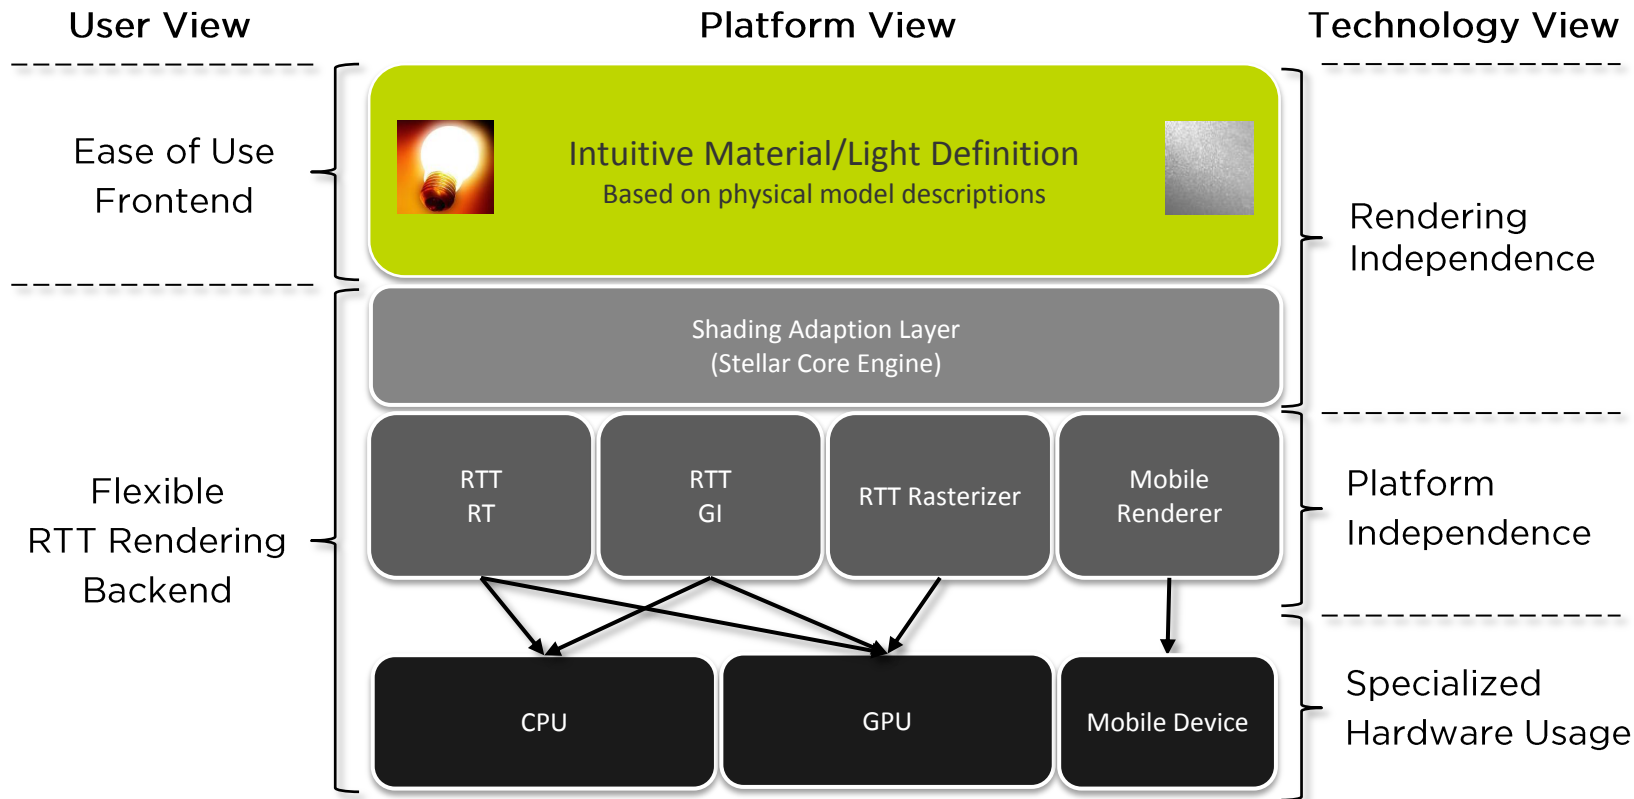 User View
Platform View
Technology View
Ease of Use
Frontend
Intuitive Material/Light Definition
Based on physical model descriptions
Rendering
Independence
Shading Adaption Layer
(Stellar Core Engine)
Flexible
RTT Rendering
Backend
RTT
RT
RTT
GI
RTT Rasterizer
Mobile
Renderer
Platform
Independence
CPU
GPU
Mobile Device
Specialized
Hardware Usage